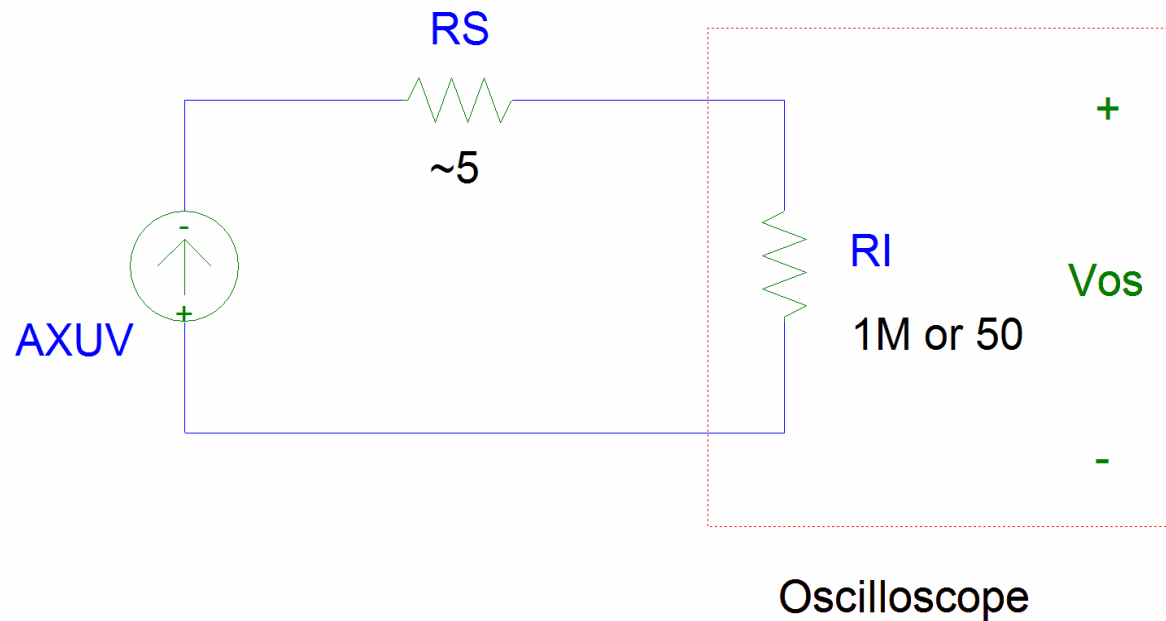 RS
~5
+
-
+
AXUV
RI
1M or 50
Vos
-
Oscilloscope